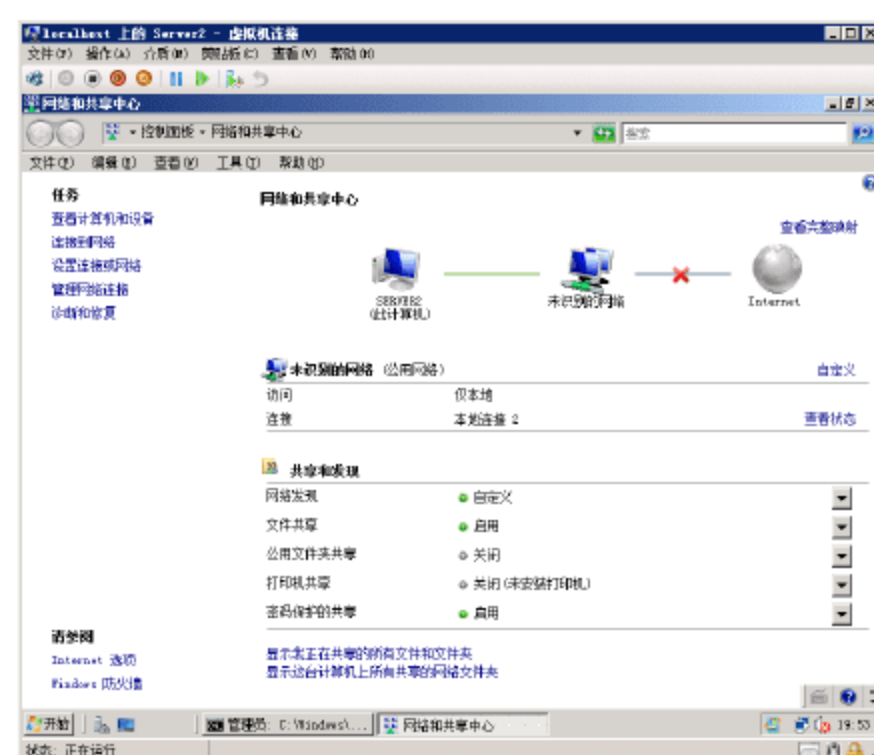 localhost 上的 Server2 - 虚拟机连接
文件(F) 操作(A) 介质(M) 剪贴板(C) 查看(V) 帮助(H)
网络和共享中心
控制面板 网络和共享中心
搜索
文件(F) 编辑(E) 查看(V) 工具(T) 帮助(H)
任务
查看计算机和设备
连接到网络
设置连接或网络
管理网络连接
诊断和修复
网络和共享中心
查看完整映射
SERVER2
(此计算机)
未识别的网络
Internet
未识别的网络 (公用网络)
自定义
访问 仅本地
连接 本地连接 2 查看状态
共享和发现
网络发现 自定义
文件共享 启用
公用文件夹共享 关闭
打印机共享 关闭(未安装打印机)
密码保护的共享 启用
请参阅
Internet 选项
Windows 防火墙
显示我正在共享的所有文件和文件夹
显示这台计算机上所有共享的网络文件夹
开始 管理员: C:\Windows\... 网络和共享中心 19:53
状态: 正在运行